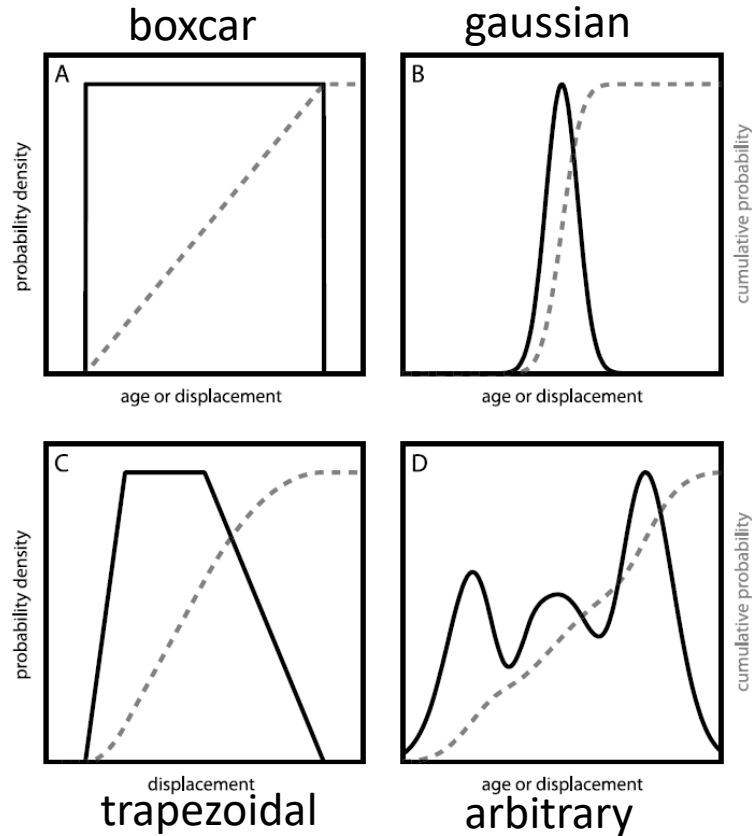 boxcar
gaussian
A
B
probability density
cumulative probability
age or displacement
age or displacement
C
D
probability density
cumulative probability
displacement
age or displacement
trapezoidal
arbitrary